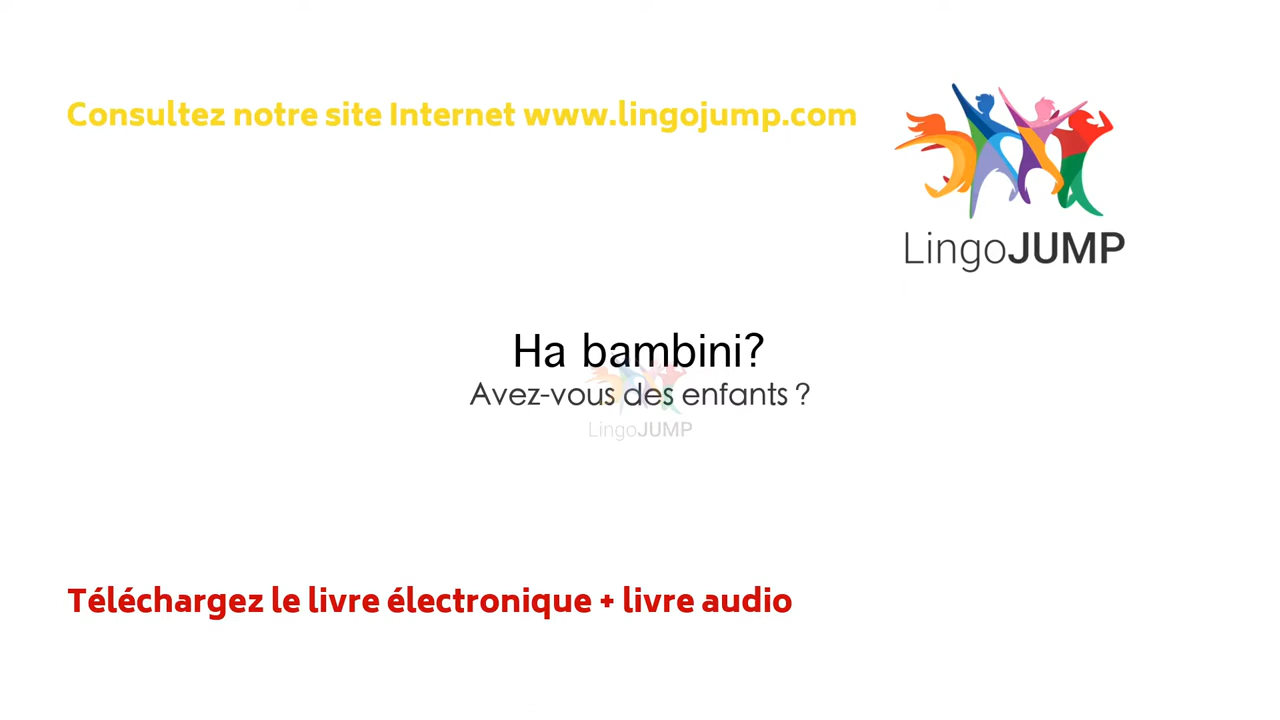 Consultez notre site Internet www.lingojump.com
LingoJUMP
Ha bambini?
Avez-vous des enfants ?
LingoJUMP
Téléchargez le livre électronique + livre audio